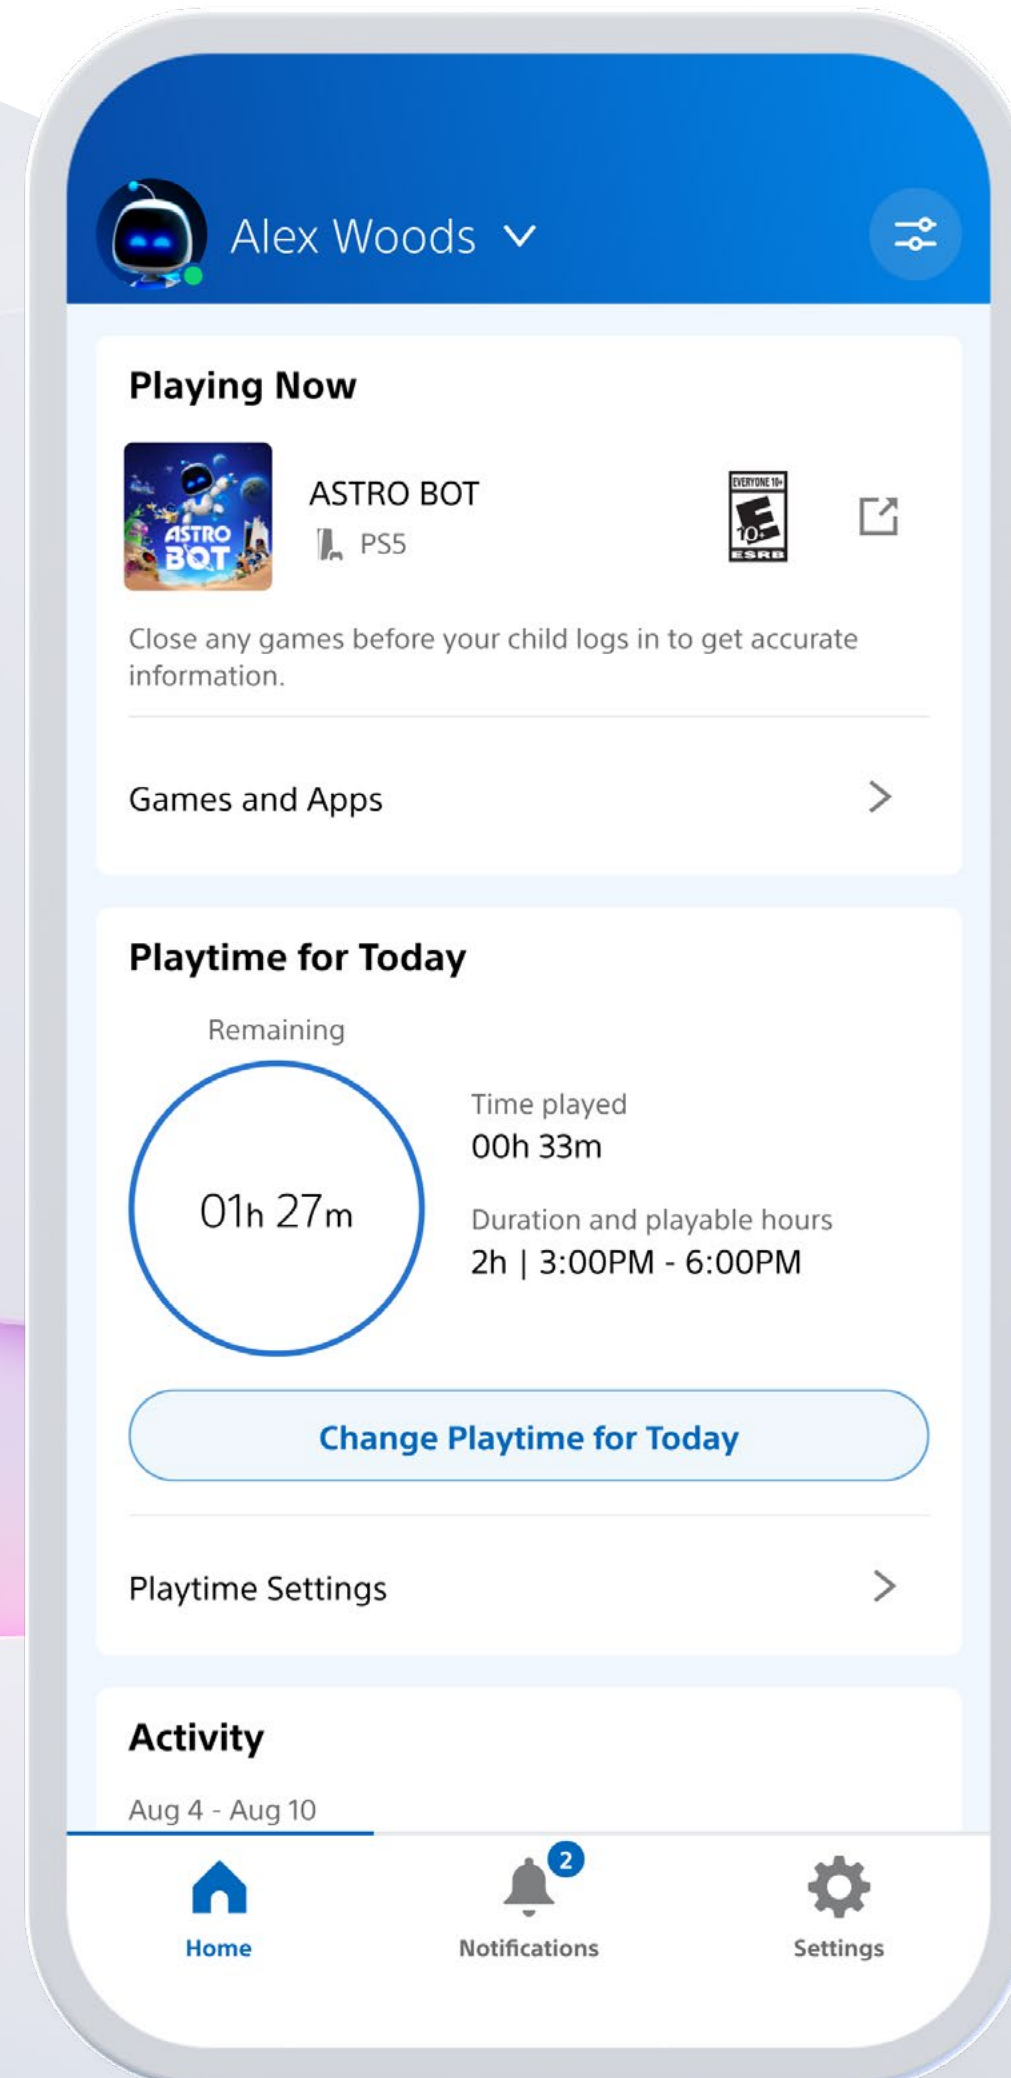 Alex Woods
Playing Now
ASTRO BOT
ASTRO BOT
PS5
EVERYONE 10+
E
10+
ESRB
Close any games before your child logs in to get accurate
information.
Games and Apps
Playtime for Today
Remaining
01h 27m
Time played
00h 33m
Duration and playable hours
2h | 3:00PM - 6:00PM
Change Playtime for Today
Playtime Settings
Activity
Aug 4 - Aug 10
2
Home
Notifications
Settings